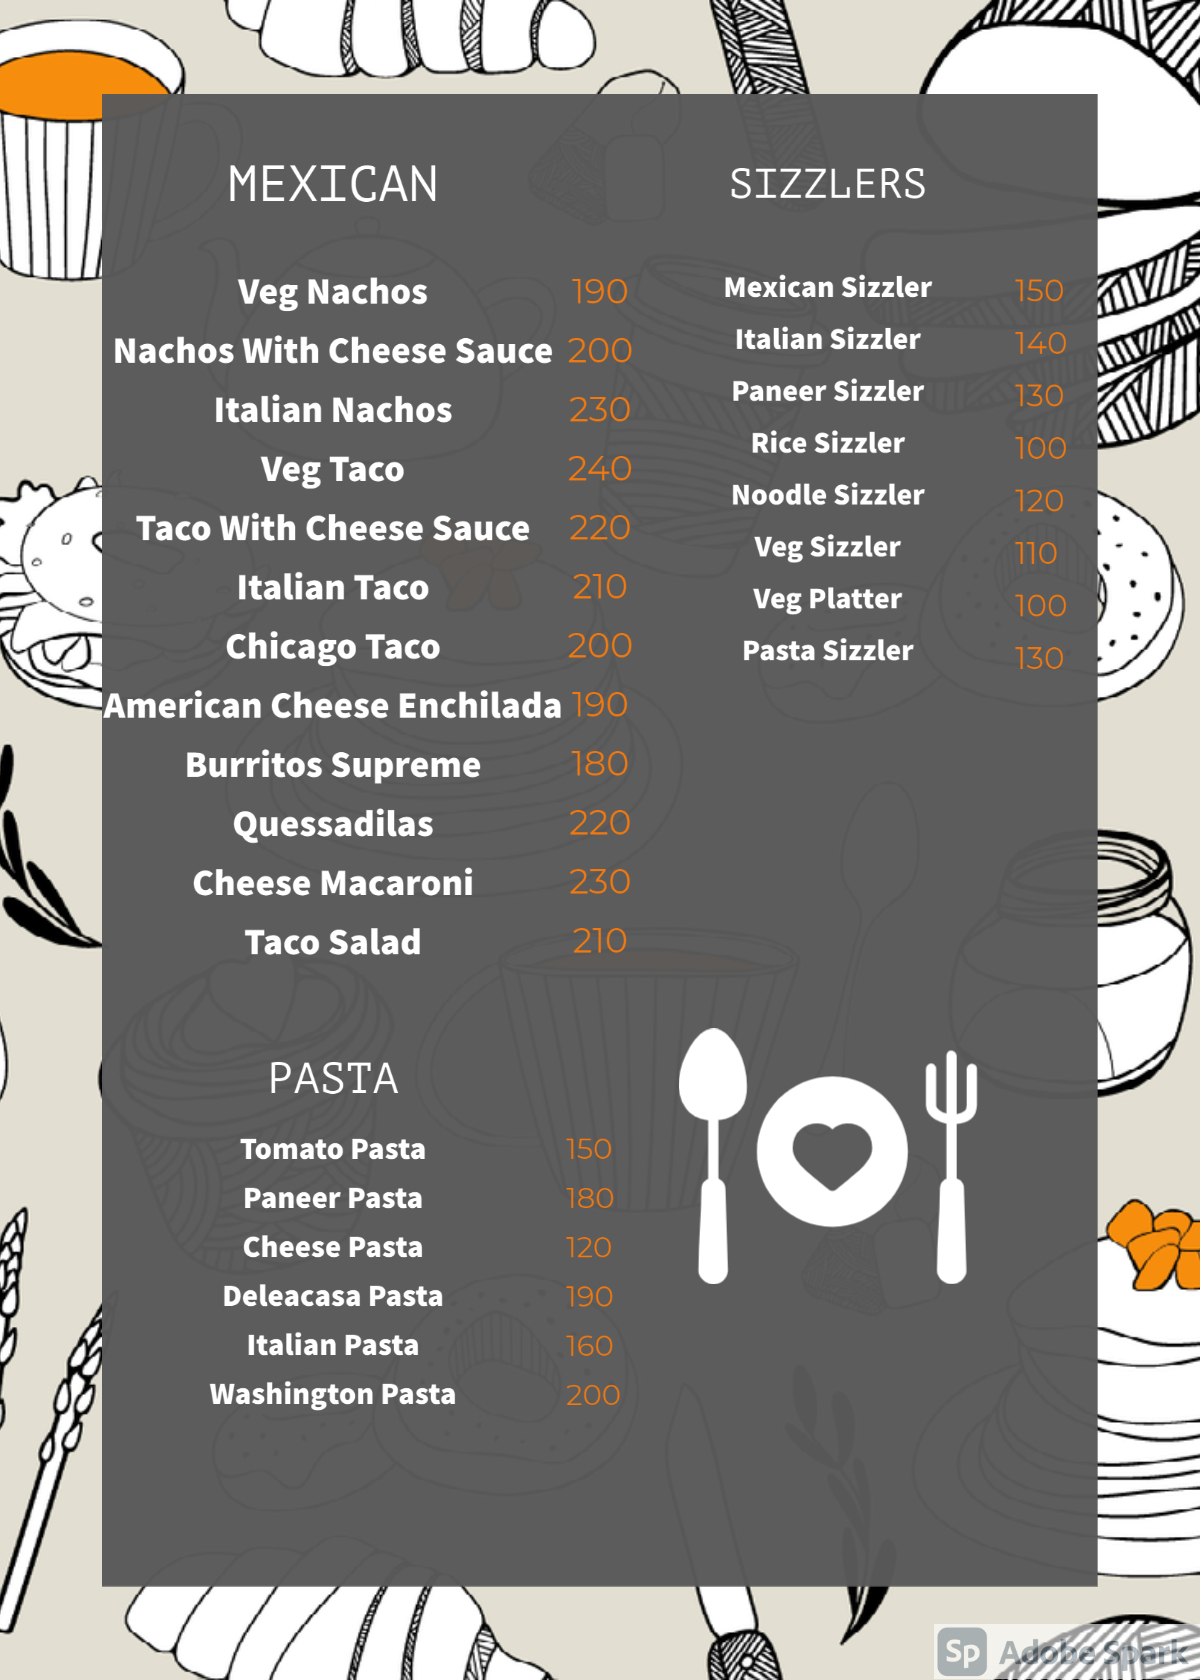 MEXICAN
Veg Nachos 190
Nachos With Cheese Sauce 200
Italian Nachos 230
Veg Taco 240
Taco With Cheese Sauce 220
Italian Taco 210
Chicago Taco 200
American Cheese Enchilada 190
Burritos Supreme 180
Quessadilas 220
Cheese Macaroni 230
Taco Salad 210
PASTA
Tomato Pasta 150
Paneer Pasta 180
Cheese Pasta 120
Deleacasa Pasta 190
Italian Pasta 160
Washington Pasta 200
SIZZLERS
Mexican Sizzler 150
Italian Sizzler 140
Paneer Sizzler 130
Rice Sizzler 100
Noodle Sizzler 120
Veg Sizzler 110
Veg Platter 100
Pasta Sizzler 130
Sp Adobe Spark